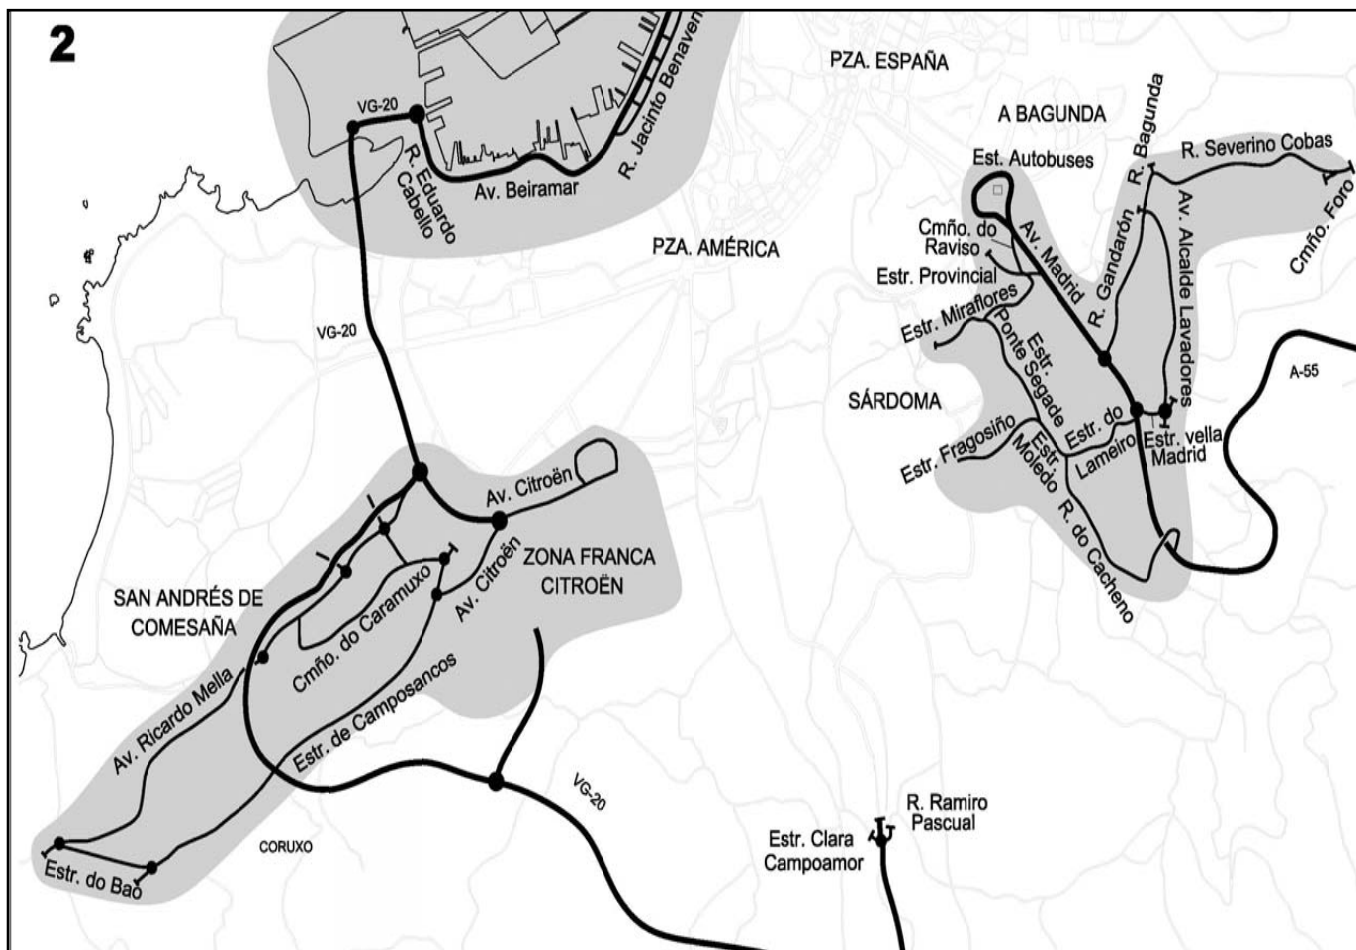 2
VG-20
R. Eduardo
Cabello
Av. Beiramar
R. Jacinto Benaven
PZA. ESPAÑA
A BAGUNDA
Est. Autobuses
R. Bagunda
R. Severino Cobas
Cmño. Foro
Cmño. do
Raviso
Av. Madrid
R. Gandarón
Av. Alcalde Lavadores
PZA. AMÉRICA
Estr. Provincial
Estr. Miraflores
Estr.
Ponte Segade
VG-20
A-55
SÁRDOMA
Estr. Fragosiño
Estr.
Moledo
Estr. do
Lameiro
Estr. vella
Madrid
R. do Cacheno
Av. Citroën
Av. Citroën
ZONA FRANCA
CITROËN
SAN ANDRÉS DE
COMESAÑA
Cmño. do Caramuxo
Av. Ricardo Mella
Estr. de Camposancos
VG-20
CORUXO
Estr. do Bao
R. Ramiro
Pascual
Estr. Clara
Campoamor